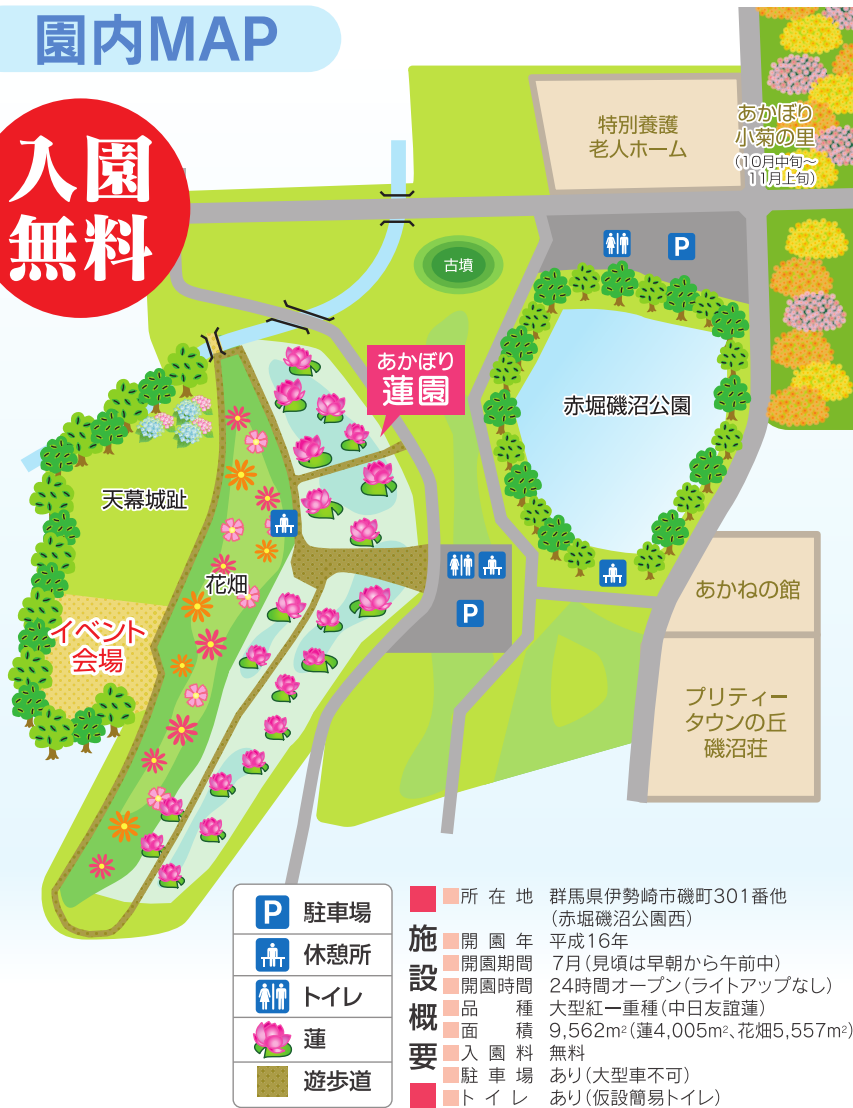 園内MAP
入園
無料
特別養護
老人ホーム
あかぼり
小菊の里
(10月中旬～
11月上旬)
P
古墳
あかぼり
蓮園
赤堀磯沼公園
天幕城趾
花畑
イベント
会場
P
あかねの館
プリティー
タウンの丘
磯沼荘
P 駐車場
休憩所
トイレ
蓮
遊歩道
施設概要
所在地 群馬県伊勢崎市磯町301番他
(赤堀磯沼公園西)
開園年 平成16年
開園期間 7月(見頃は早朝から午前中)
開園時間 24時間オープン(ライトアップなし)
品種 大型紅一重種(中日友誼蓮)
面積 9,562m²(蓮4,005m²、花畑5,557m²)
入園料 無料
駐車場 あり(大型車不可)
トイレ あり(仮設簡易トイレ)